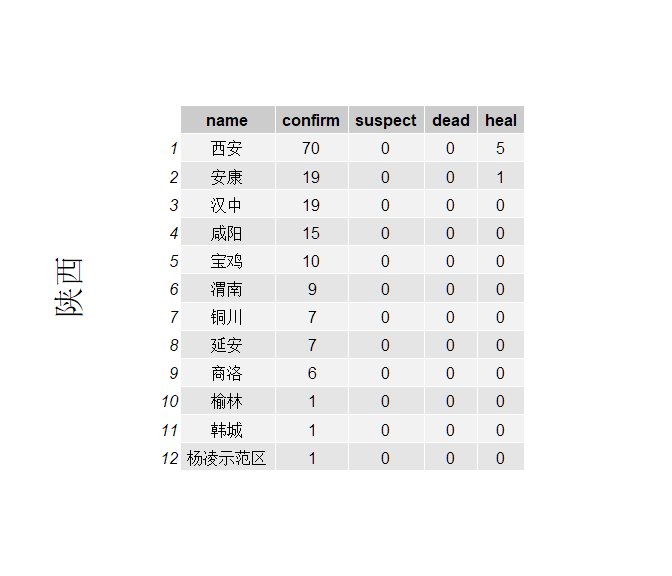 陕西
name confirm suspect dead heal
1 西安 70 0 0 5
2 安康 19 0 0 1
3 汉中 19 0 0 0
4 咸阳 15 0 0 0
5 宝鸡 10 0 0 0
6 渭南 9 0 0 0
7 铜川 7 0 0 0
8 延安 7 0 0 0
9 商洛 6 0 0 0
10 榆林 1 0 0 0
11 韩城 1 0 0 0
12 杨凌示范区 1 0 0 0